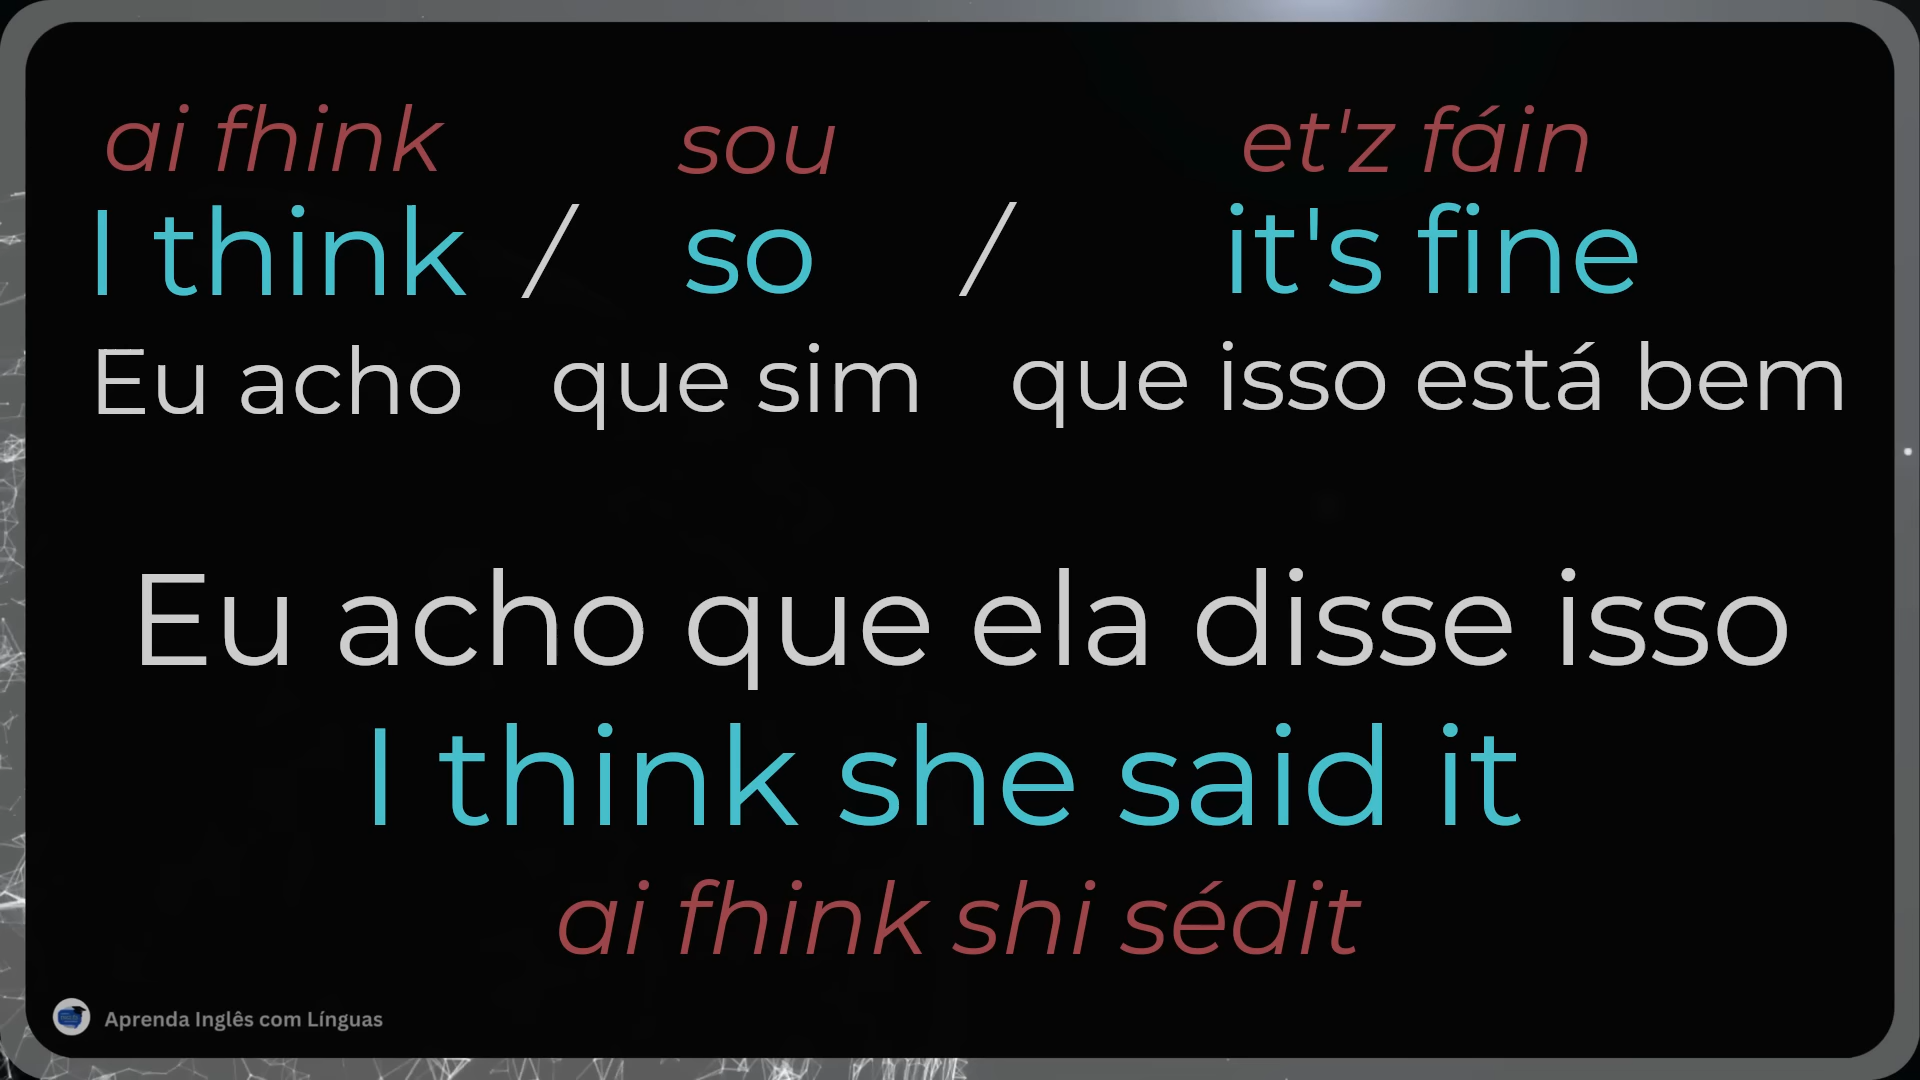 ai fhink sou et'z fáin
I think / so / it's fine
Eu acho que sim que isso está bem
Eu acho que ela disse isso
I think she said it
ai fhink shi sédit
Aprenda Inglês com Línguas